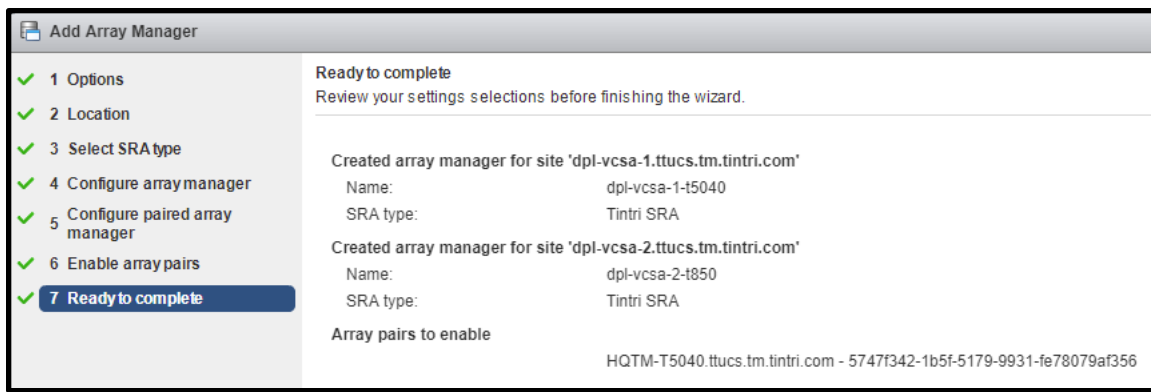 Add Array Manager
1 Options
2 Location
3 Select SRA type
4 Configure array manager
5 Configure paired array
manager
6 Enable array pairs
7 Ready to complete
Ready to complete
Review your settings selections before finishing the wizard.
Created array manager for site 'dpl-vcsa-1.ttucs.tm.tintri.com'
Name: dpl-vcsa-1-t5040
SRA type: Tintri SRA
Created array manager for site 'dpl-vcsa-2.ttucs.tm.tintri.com'
Name: dpl-vcsa-2-t850
SRA type: Tintri SRA
Array pairs to enable
HQTM-T5040.ttucs.tm.tintri.com - 5747f342-1b5f-5179-9931-fe78079af356